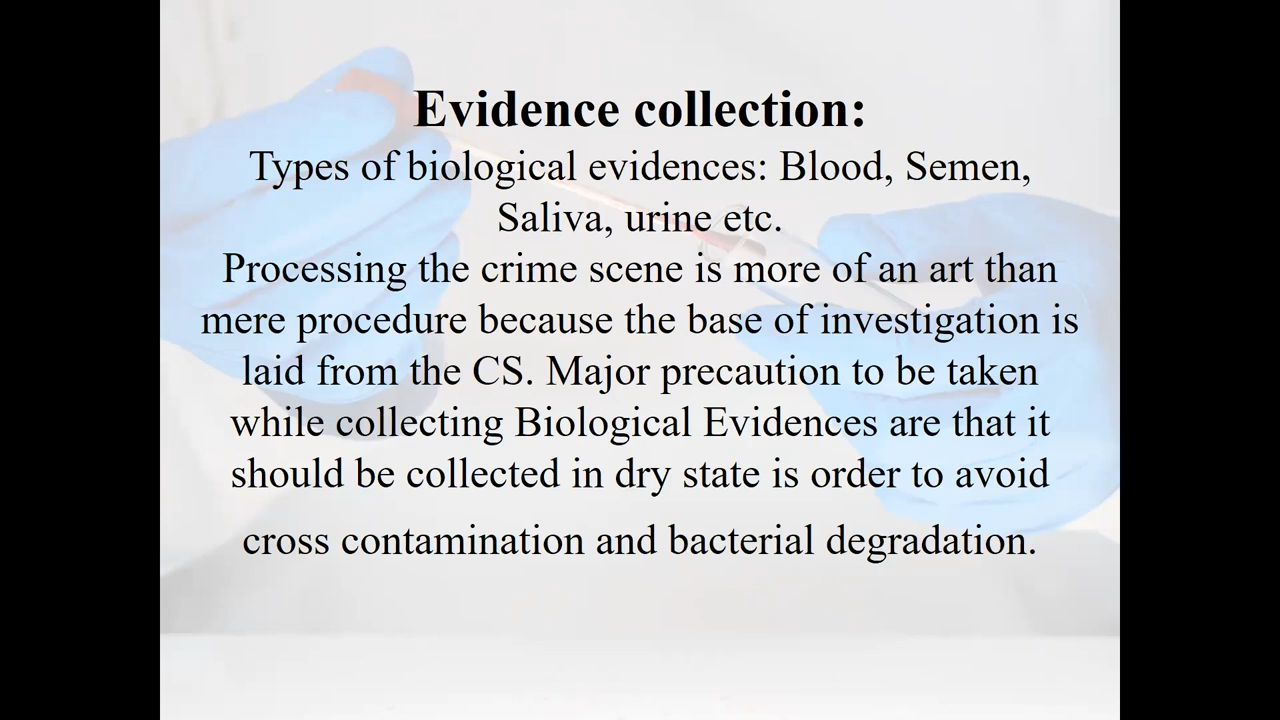 Evidence collection:
Types of biological evidences: Blood, Semen,
Saliva, urine etc.
Processing the crime scene is more of an art than
mere procedure because the base of investigation is
laid from the CS. Major precaution to be taken
while collecting Biological Evidences are that it
should be collected in dry state is order to avoid
cross contamination and bacterial degradation.